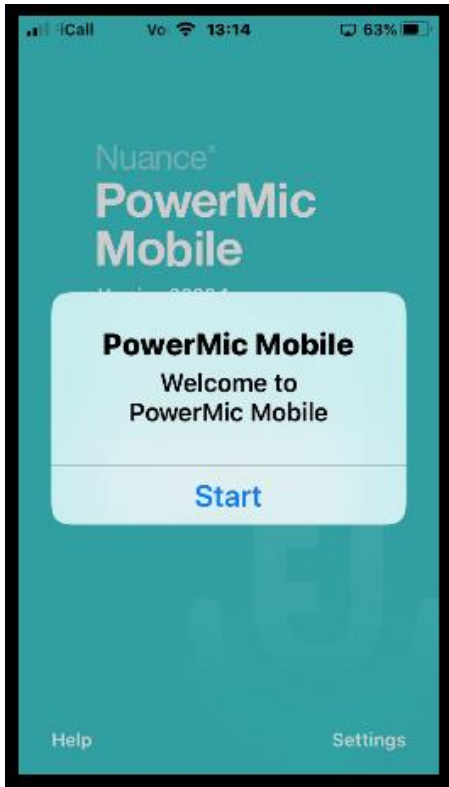 iCall Vo 13:14 63%
Nuance®
PowerMic
Mobile
PowerMic Mobile
Welcome to
PowerMic Mobile
Start
Help Settings